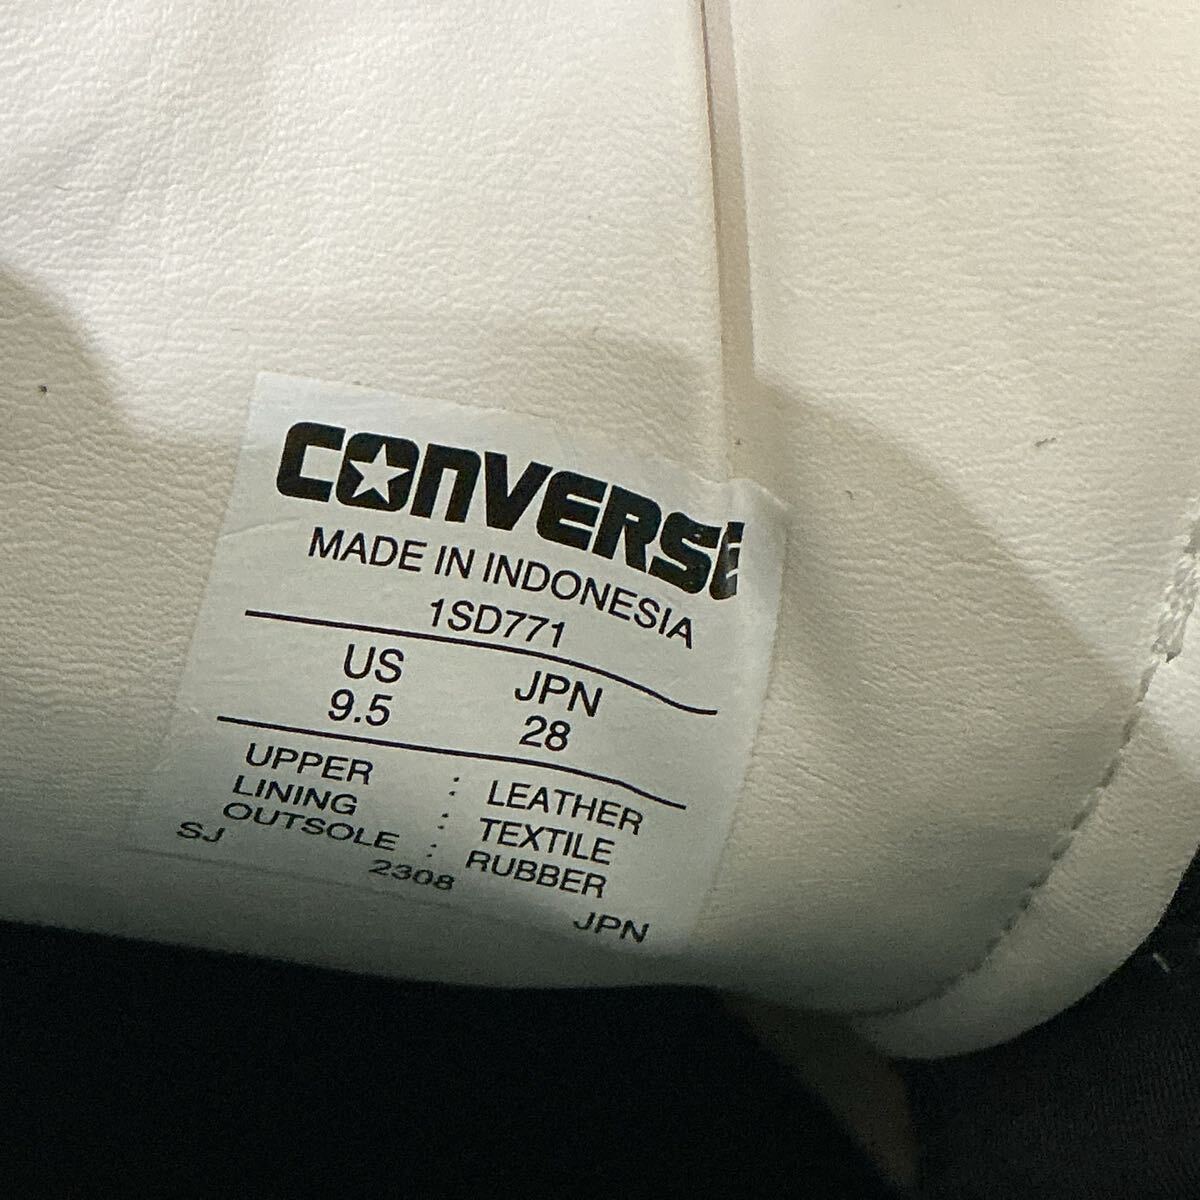 CONVERSE
MADE IN INDONESIA
1SD771
US JPN
9.5 28
UPPER : LEATHER
LINING : TEXTILE
OUTSOLE : RUBBER
SJ 2308 JPN